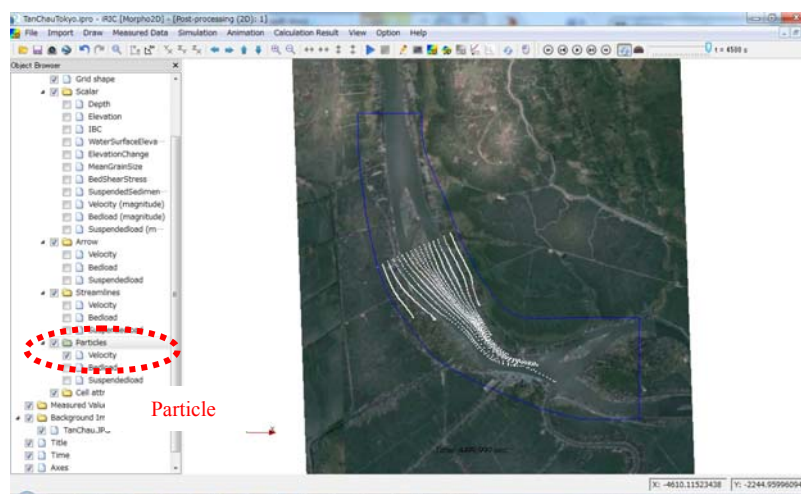 TanChauTokyo.ipro - iRIC [Morpho2D] - [Post-processing (2D): 1]
File Import Draw Measured Data Simulation Animation Calculation Result View Option Help
t = 4500 s
Object Browser
Grid shape
Scalar
Depth
Elevation
IBC
WaterSurfaceEleva...
ElevationChange
MeanGrainSize
BedShearStress
SuspendedSedimen...
Velocity (magnitude)
Bedload (magnitude)
Suspendedload (m...
Arrow
Velocity
Bedload
Suspendedload
Streamlines
Velocity
Bedload
Particles
Velocity
Bedload
Suspendedload
Cell attr
Measured Valu
Background Im
TanChau.JP...
Title
Time
Axes
Particle
x
X: -4610.11523438 Y: -2244.95996094